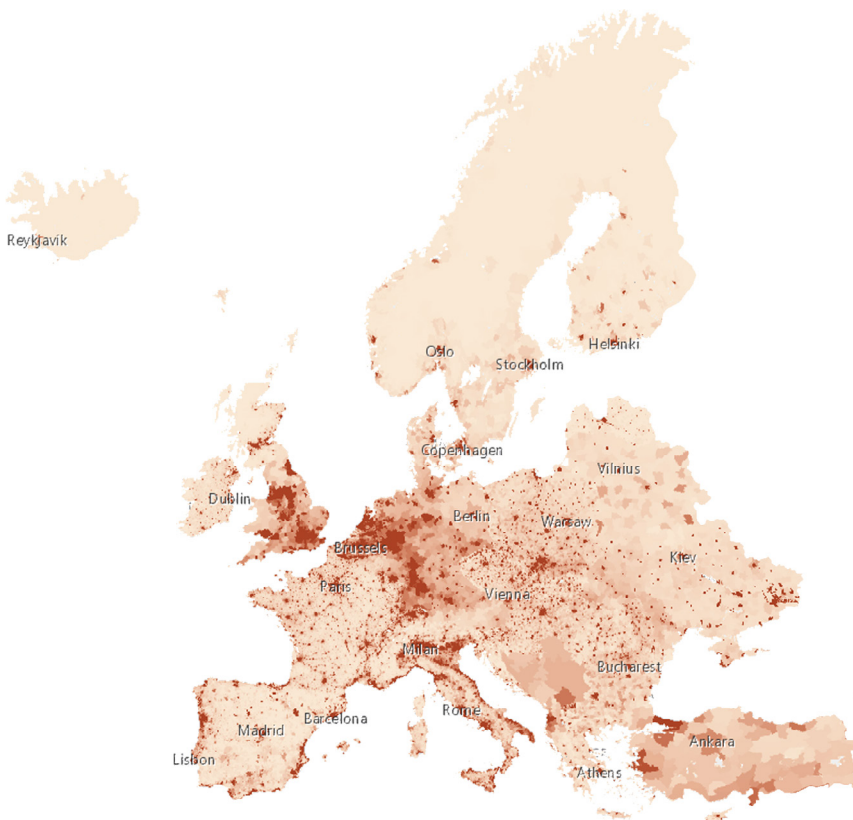 Reykjavik
Oslo
Helsinki
Stockholm
Copenhagen
Vilnius
Dublin
Berlin
Warsaw
Brussels
Kiev
Paris
Vienna
Milan
Bucharest
Rome
Barcelona
Madrid
Ankara
Lisbon
Athens